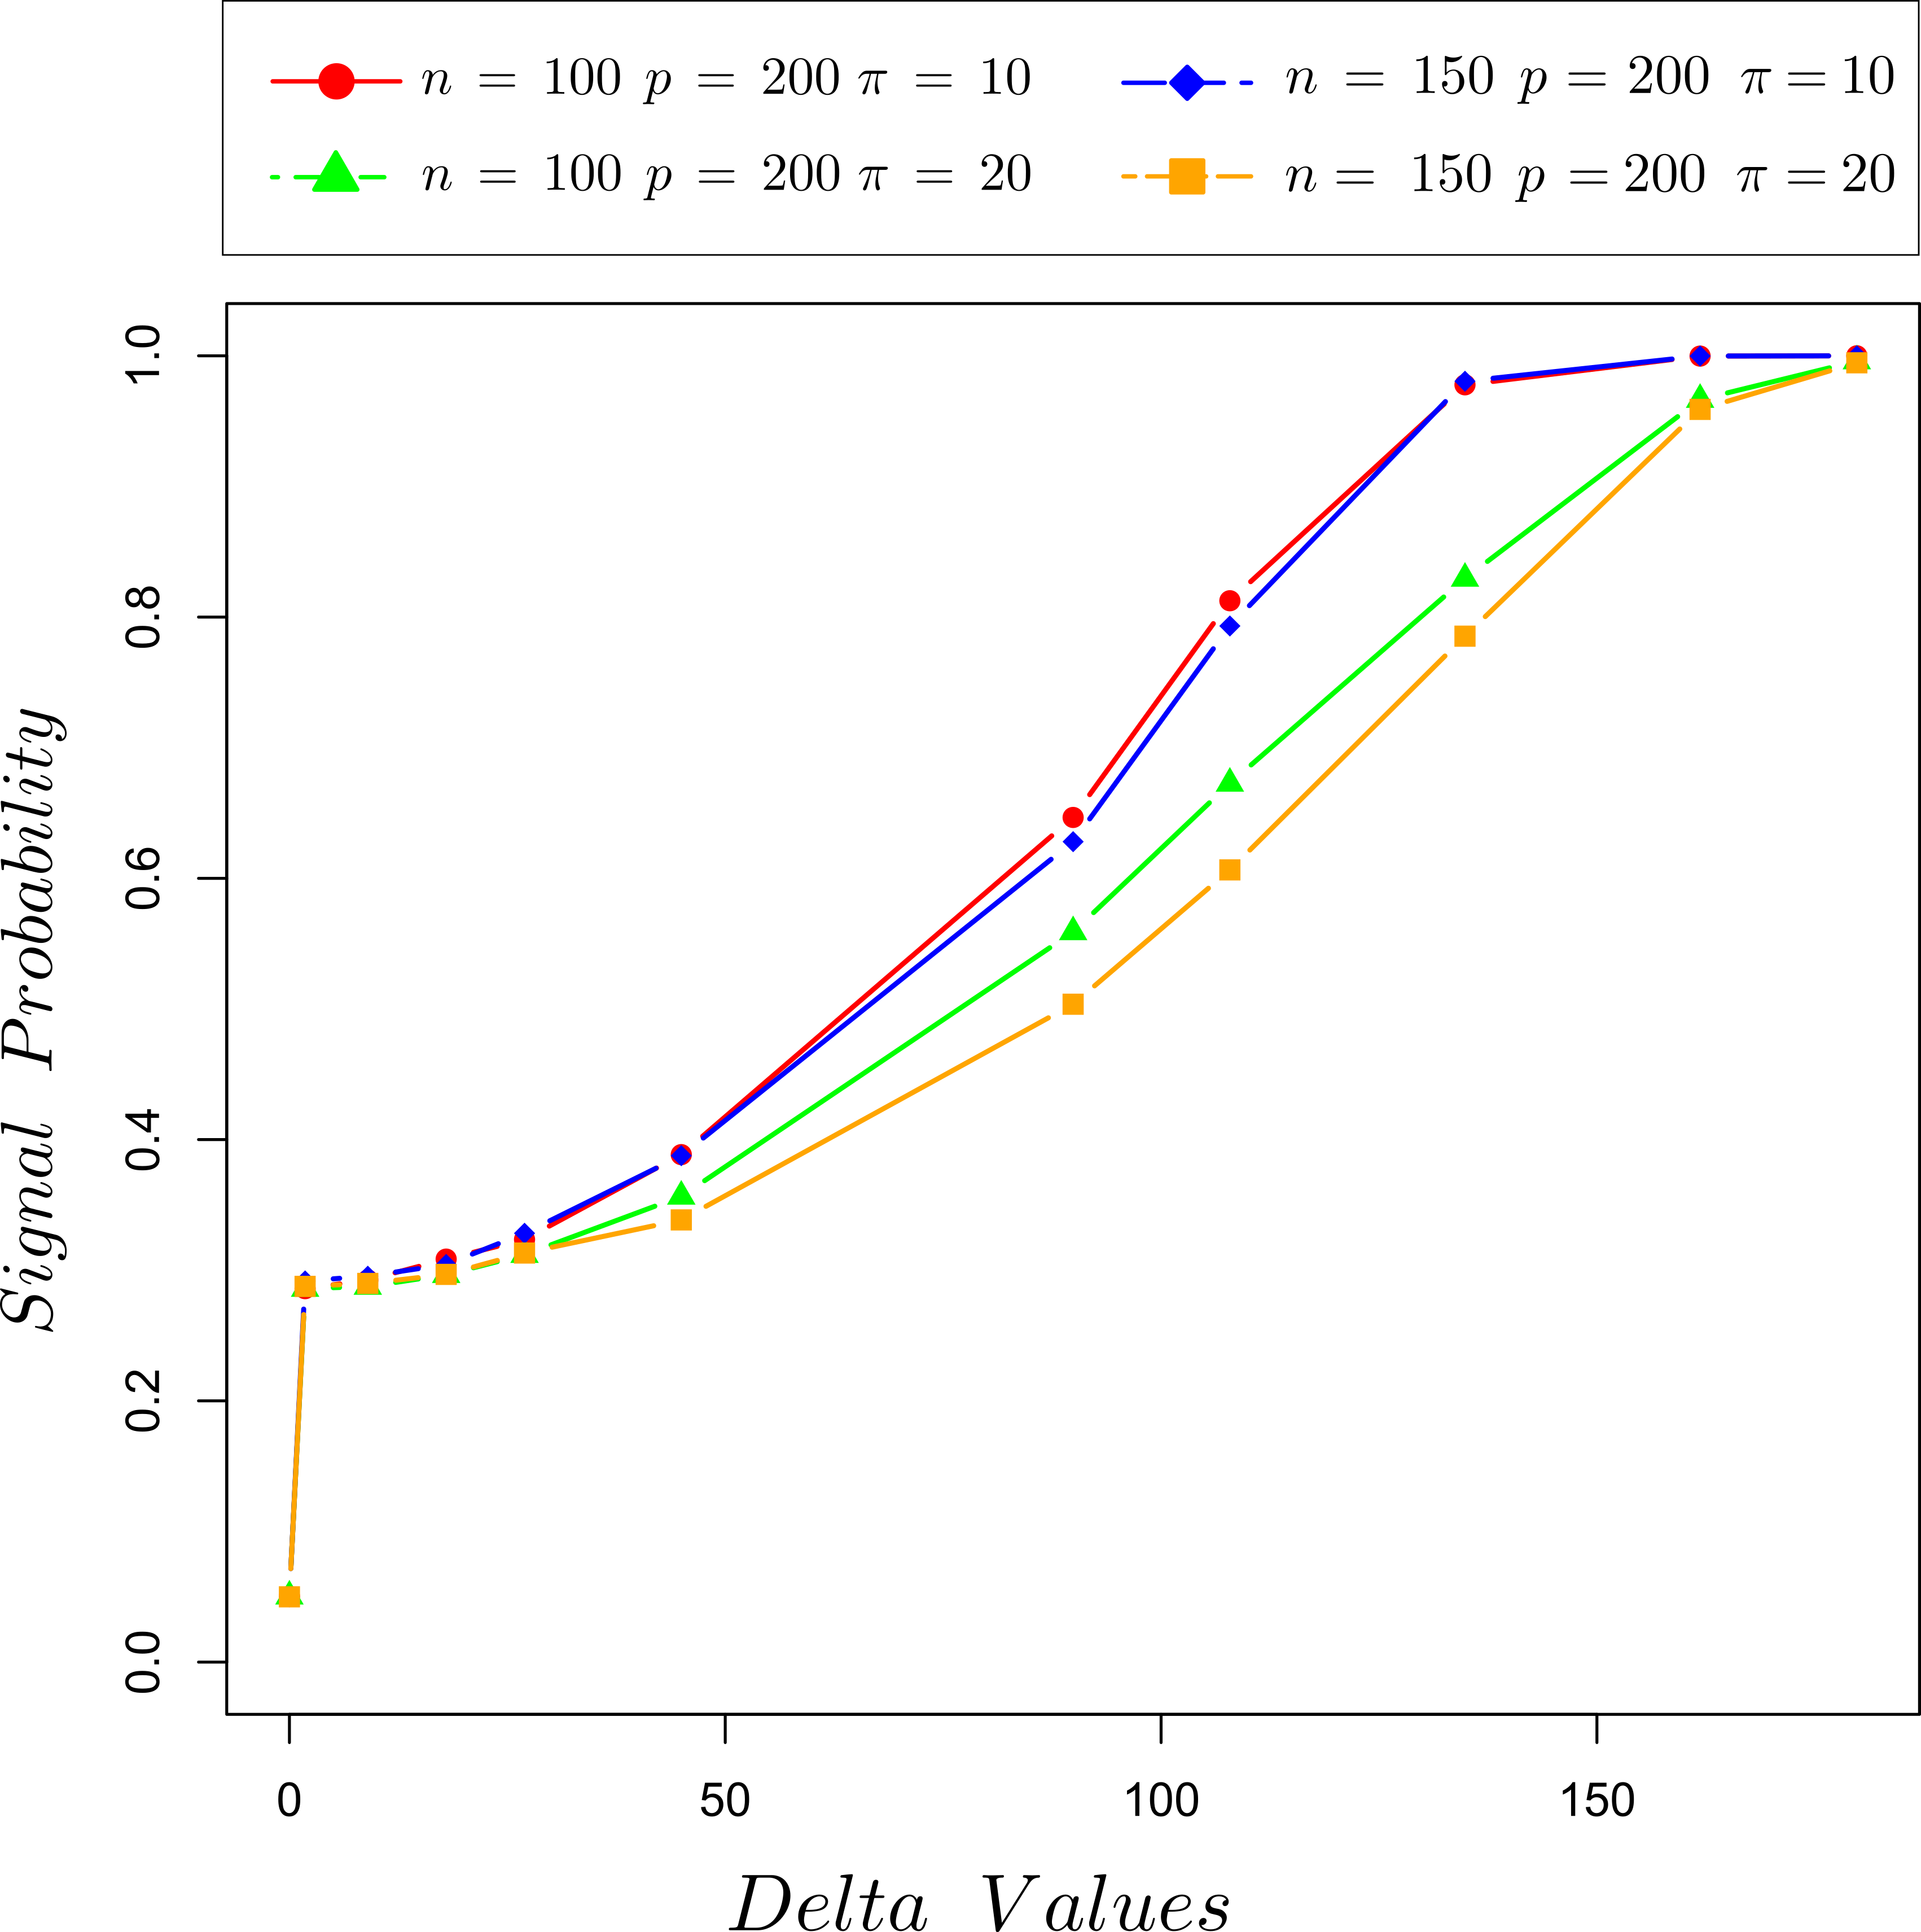 n = 100 p = 200 π = 10
n = 150 p = 200 π = 10
n = 100 p = 200 π = 20
n = 150 p = 200 π = 20
1.0
0.8
0.6
0.4
0.2
0.0
Signal Probability
0 50 100 150
Delta Values